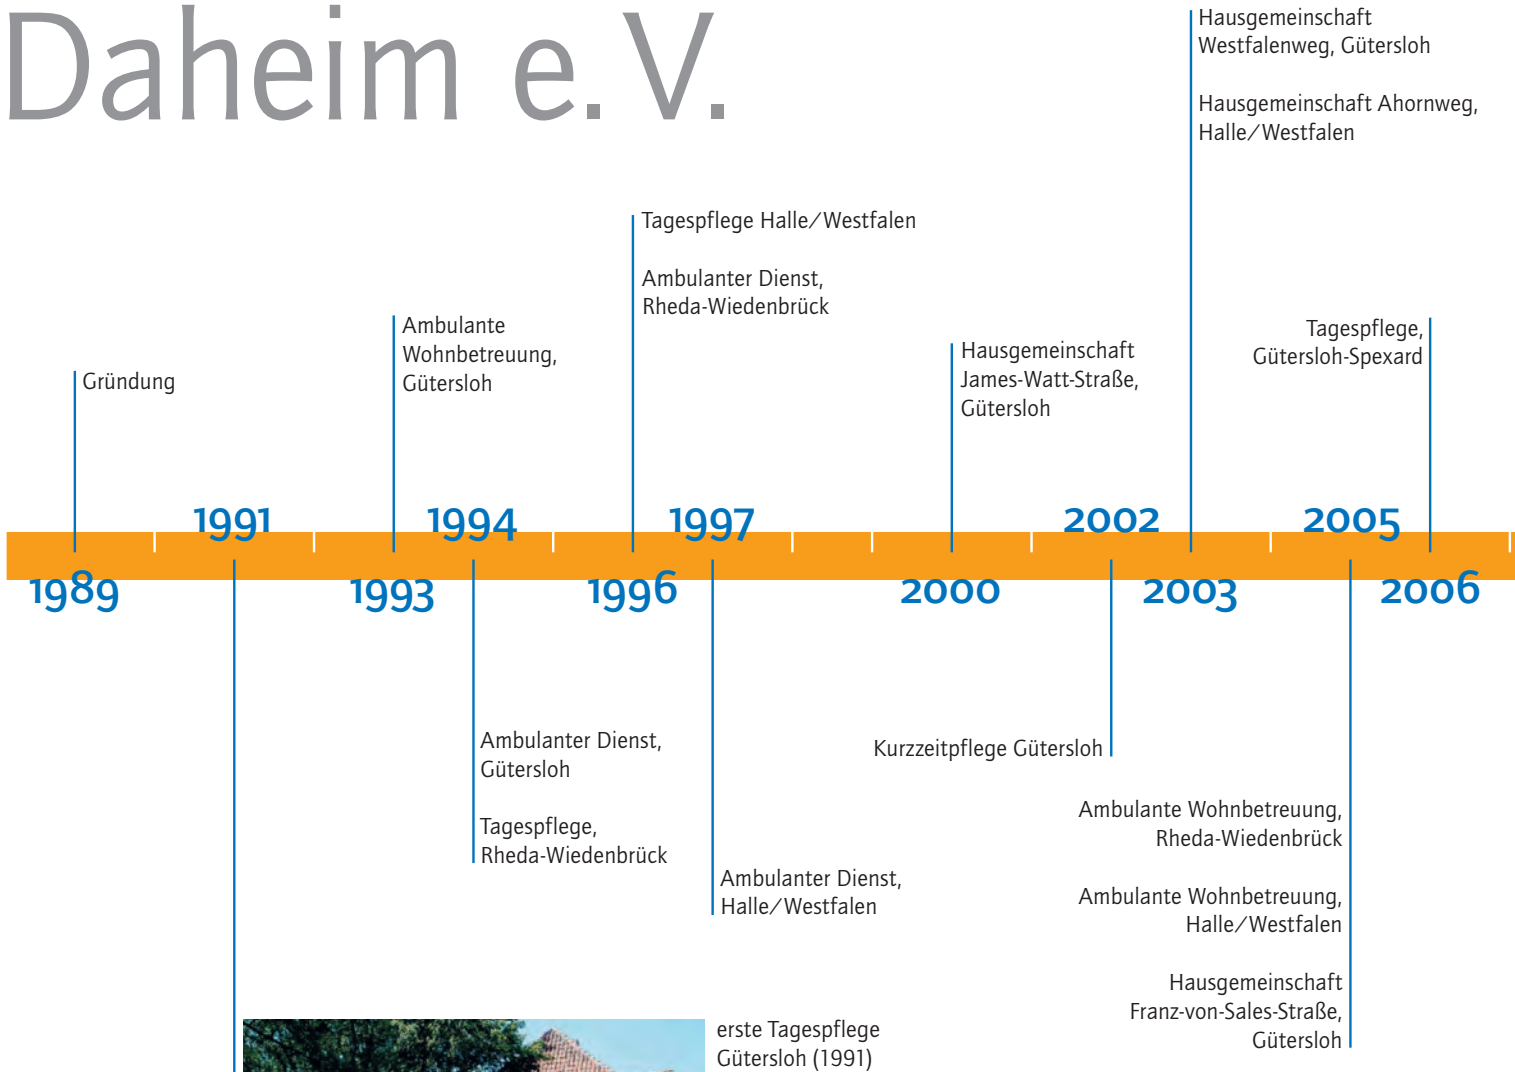 Daheim e. V.
Hausgemeinschaft
Westfalenweg, Gütersloh
Hausgemeinschaft Ahornweg,
Halle/Westfalen
Tagespflege Halle/Westfalen
Ambulanter Dienst,
Rheda-Wiedenbrück
Ambulante
Wohnbetreuung,
Gütersloh
Tagespflege,
Gütersloh-Spexard
Hausgemeinschaft
James-Watt-Straße,
Gütersloh
Gründung
1991
1994
1997
2002
2005
1989
1993
1996
2000
2003
2006
Ambulanter Dienst,
Gütersloh
Tagespflege,
Rheda-Wiedenbrück
Kurzzeitpflege Gütersloh
Ambulanter Dienst,
Halle/Westfalen
Ambulante Wohnbetreuung,
Rheda-Wiedenbrück
Ambulante Wohnbetreuung,
Halle/Westfalen
Hausgemeinschaft
Franz-von-Sales-Straße,
Gütersloh
erste Tagespflege
Gütersloh (1991)